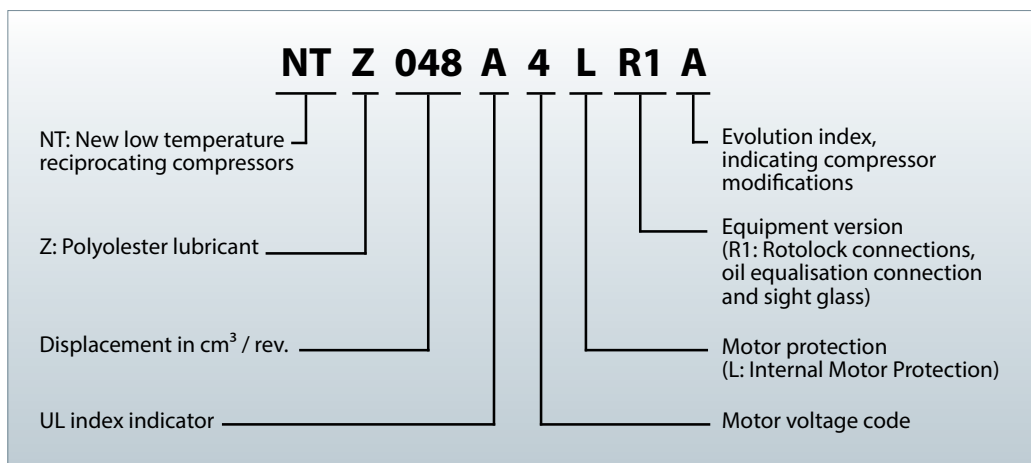 NT Z 048 A 4 L R1 A
NT: New low temperature
reciprocating compressors
Z: Polyolester lubricant
Displacement in cm³ / rev.
UL index indicator
Evolution index,
indicating compressor
modifications
Equipment version
(R1: Rotolock connections,
oil equalisation connection
and sight glass)
Motor protection
(L: Internal Motor Protection)
Motor voltage code